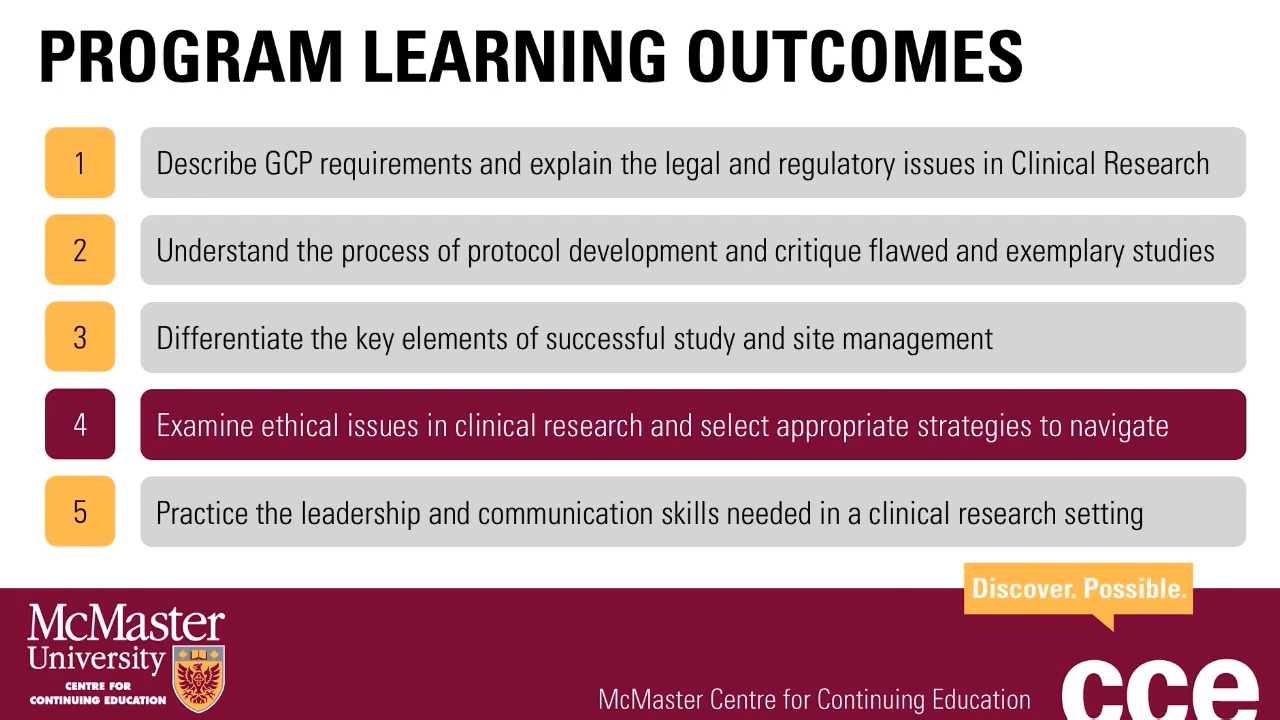 PROGRAM LEARNING OUTCOMES
1 Describe GCP requirements and explain the legal and regulatory issues in Clinical Research
2 Understand the process of protocol development and critique flawed and exemplary studies
3 Differentiate the key elements of successful study and site management
4 Examine ethical issues in clinical research and select appropriate strategies to navigate
5 Practice the leadership and communication skills needed in a clinical research setting
Discover. Possible.
McMaster
University
CENTRE FOR
CONTINUING EDUCATION
McMaster Centre for Continuing Education
cce